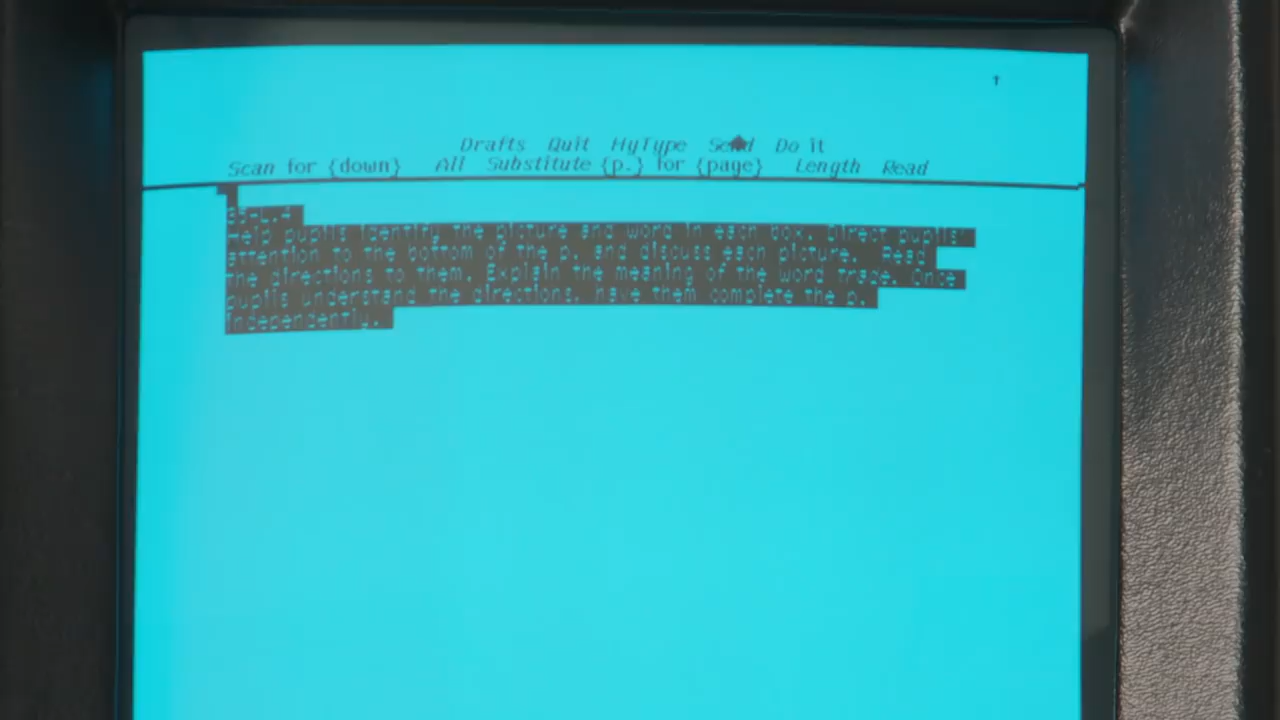 Drafts Quit HyType Send Do it
Scan for {down} All Substitute {p.} for {page} Length Read
Help pupils identify the picture and word in each box. Direct pupils'
attention to the bottom of the p. and discuss each picture. Read
the directions to them. Explain the meaning of the word trade. Once
pupils understand the directions, have them complete the p.
independently.